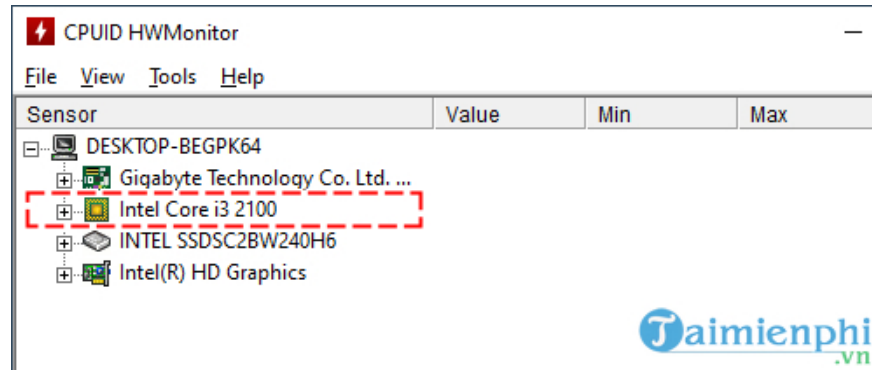 CPUID HWMonitor
File View Tools Help
Sensor Value Min Max
DESKTOP-BEGPK64
Gigabyte Technology Co. Ltd. ...
Intel Core i3 2100
INTEL SSDSC2BW240H6
Intel(R) HD Graphics
Taimienphi
.vn